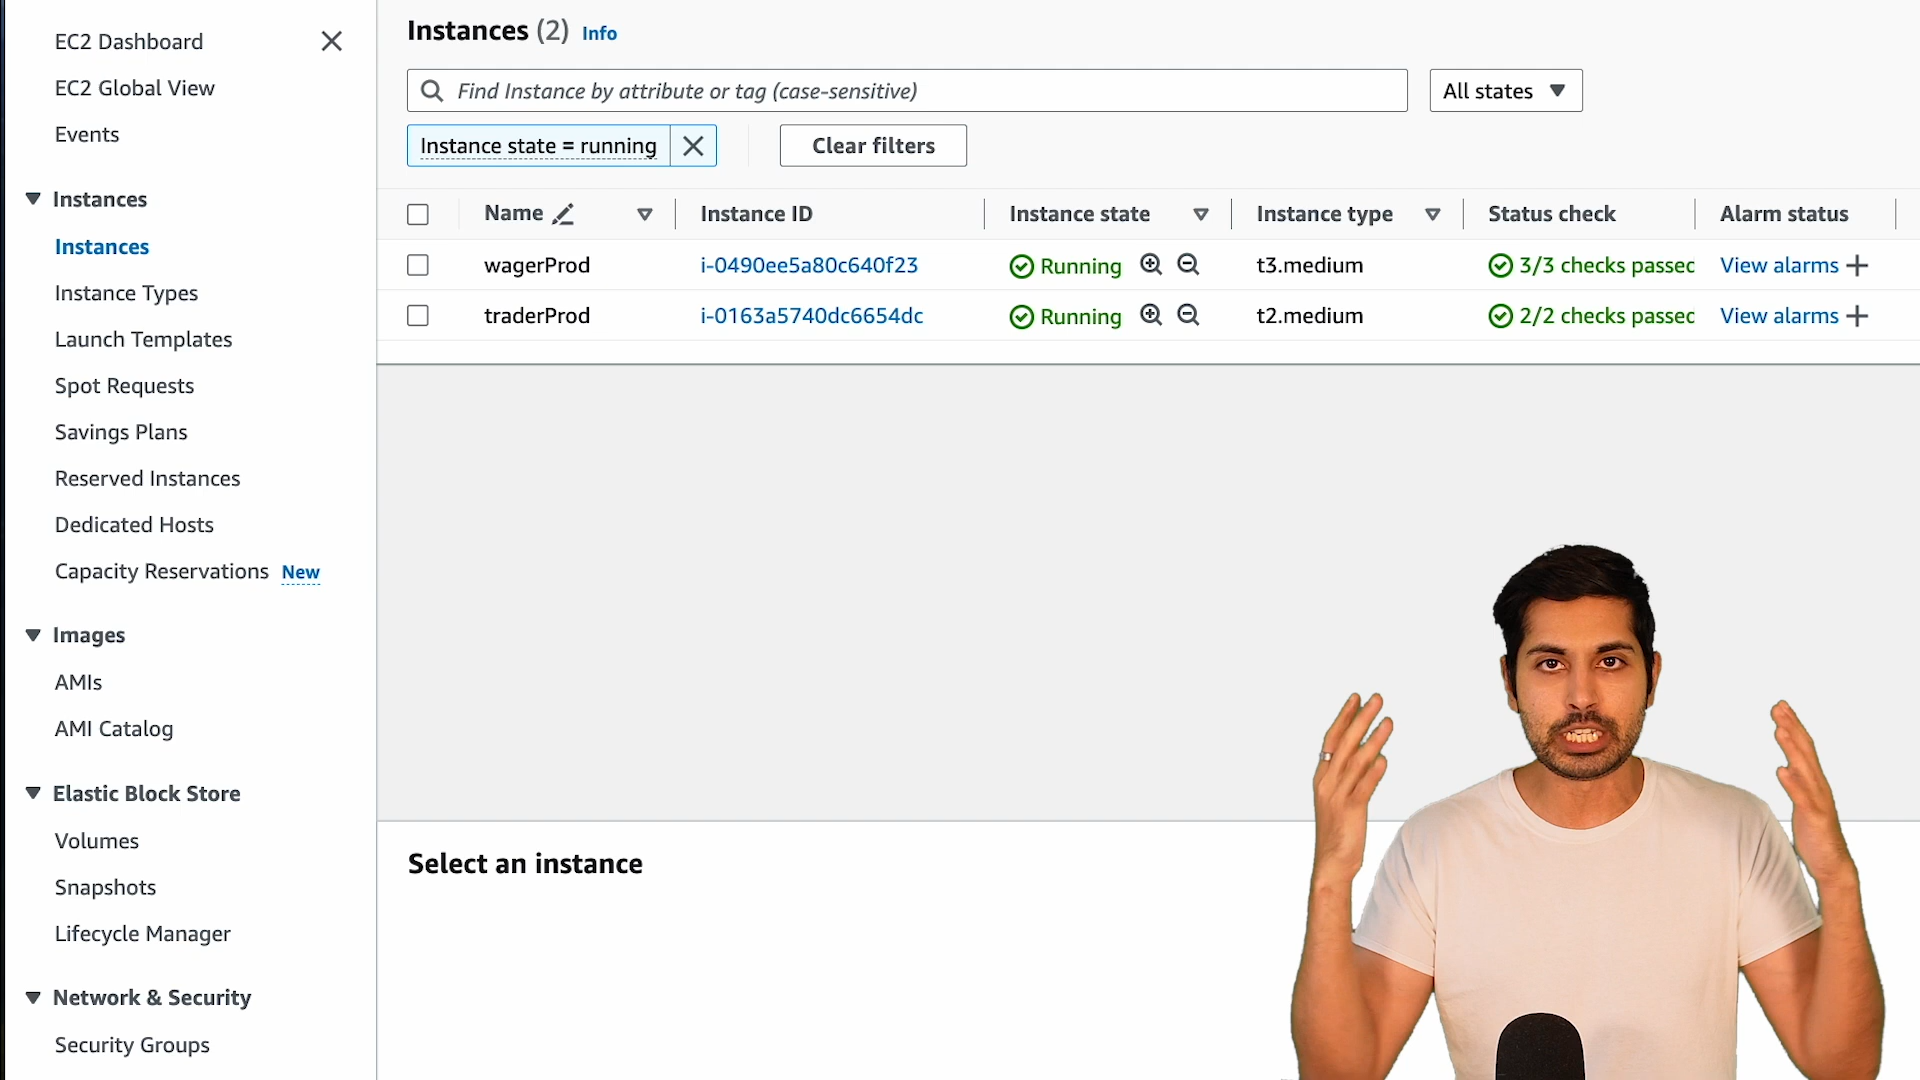 EC2 Dashboard
EC2 Global View
Events
Instances
Instances
Instance Types
Launch Templates
Spot Requests
Savings Plans
Reserved Instances
Dedicated Hosts
Capacity Reservations New
Images
AMIs
AMI Catalog
Elastic Block Store
Volumes
Snapshots
Lifecycle Manager
Network & Security
Security Groups
Instances (2) Info
Find Instance by attribute or tag (case-sensitive)
All states
Instance state = running
Clear filters
Name Instance ID Instance state Instance type Status check Alarm status
wagerProd i-0490ee5a80c640f23 Running t3.medium 3/3 checks passec View alarms
traderProd i-0163a5740dc6654dc Running t2.medium 2/2 checks passec View alarms
Select an instance